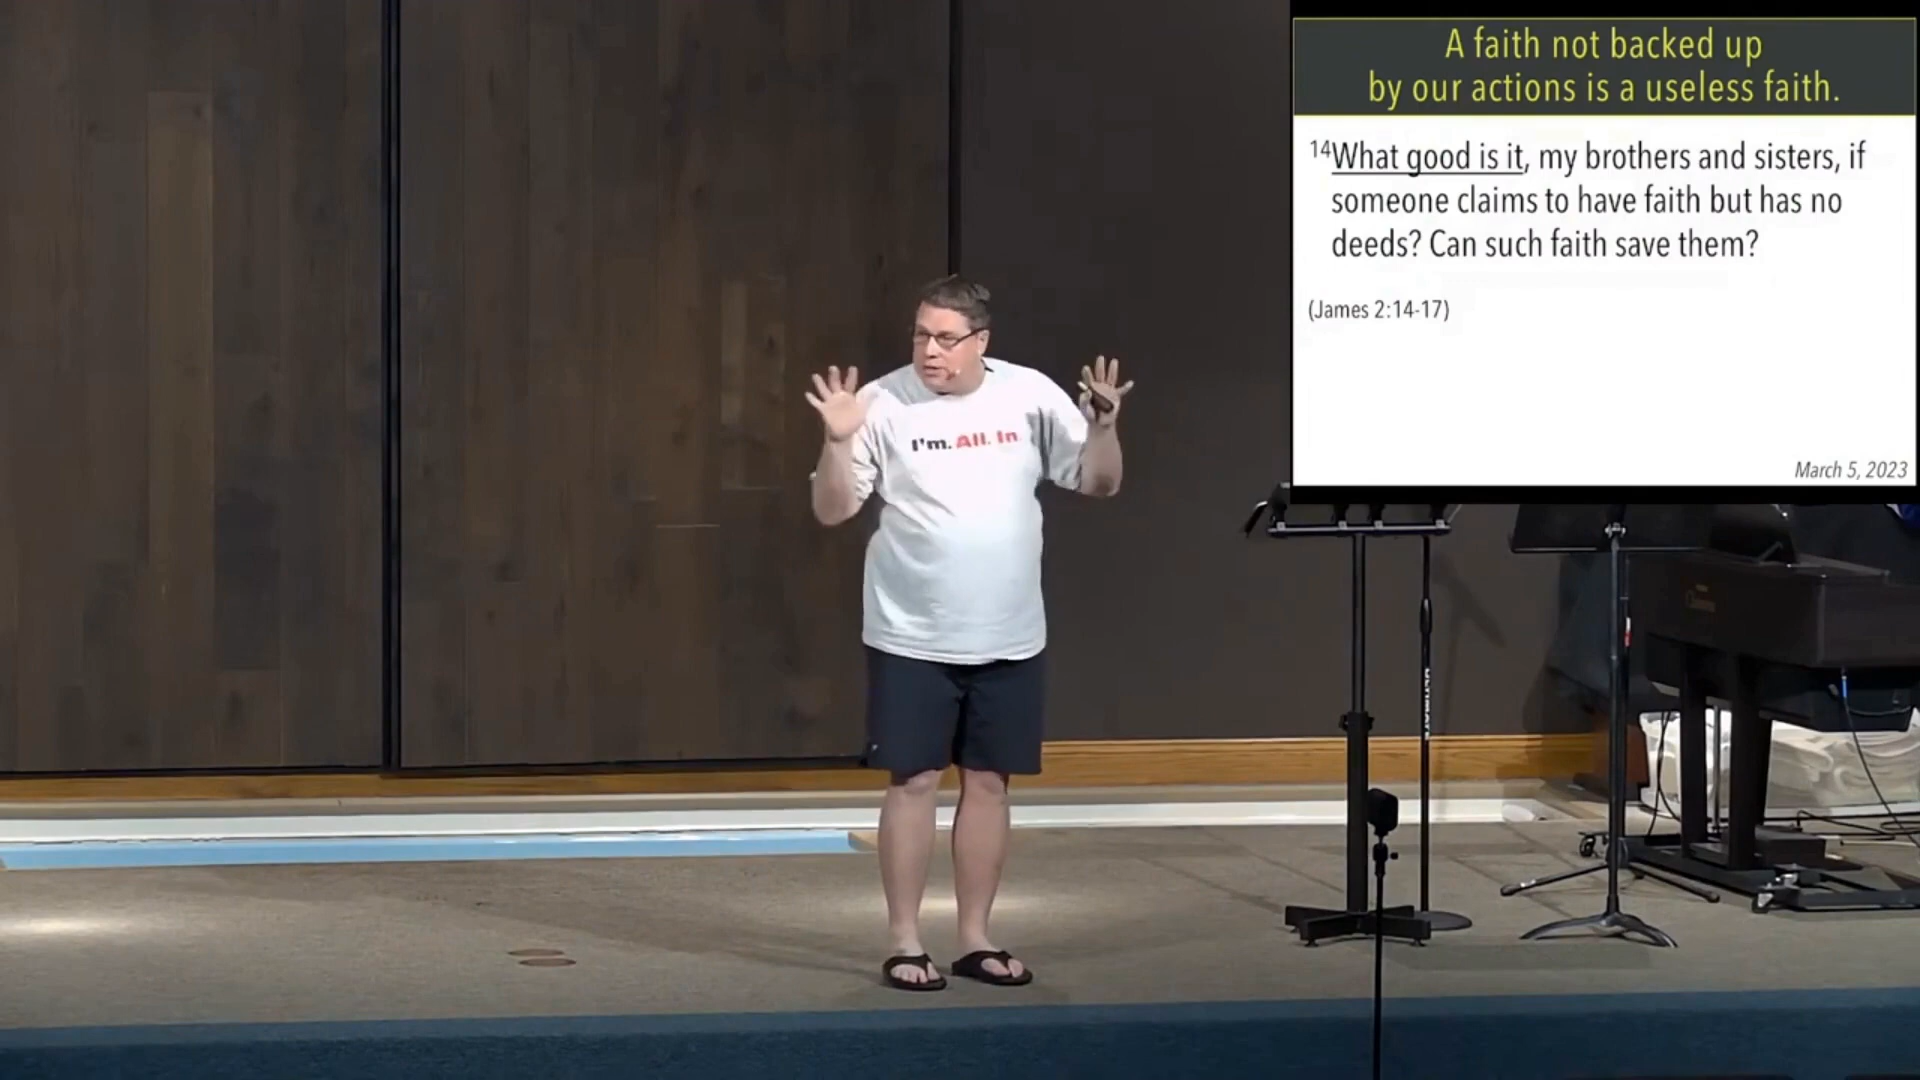 A faith not backed up
by our actions is a useless faith.
14What good is it, my brothers and sisters, if
someone claims to have faith but has no
deeds? Can such faith save them?
(James 2:14-17)
March 5, 2023
I'm. All. In.